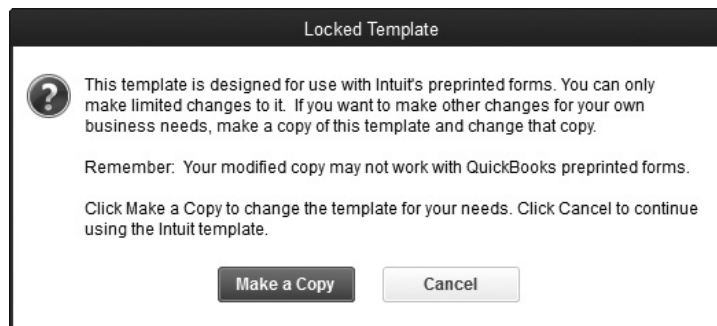 Locked Template
This template is designed for use with Intuit's preprinted forms. You can only
make limited changes to it.  If you want to make other changes for your own
business needs, make a copy of this template and change that copy.
Remember:  Your modified copy may not work with QuickBooks preprinted forms.
Click Make a Copy to change the template for your needs. Click Cancel to continue
using the Intuit template.
Make a Copy Cancel